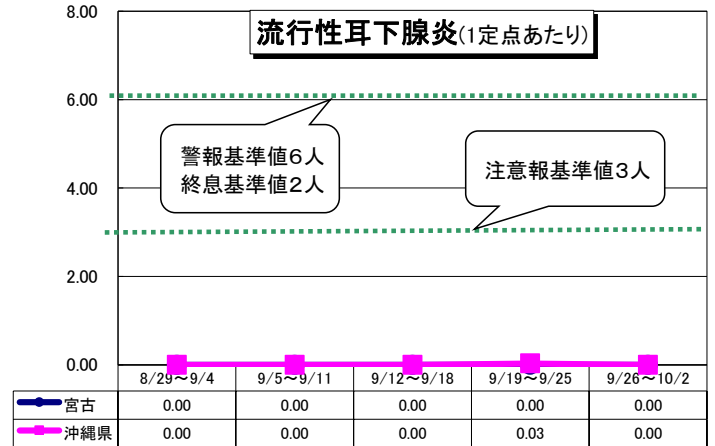 流行性耳下腺炎(1定点あたり)
8.00
6.00
4.00
2.00
0.00
警報基準値6人
終息基準値2人
注意報基準値3人
8/29~9/4 9/5~9/11 9/12~9/18 9/19~9/25 9/26~10/2
宮古 0.00 0.00 0.00 0.00 0.00
沖縄県 0.00 0.00 0.00 0.03 0.00